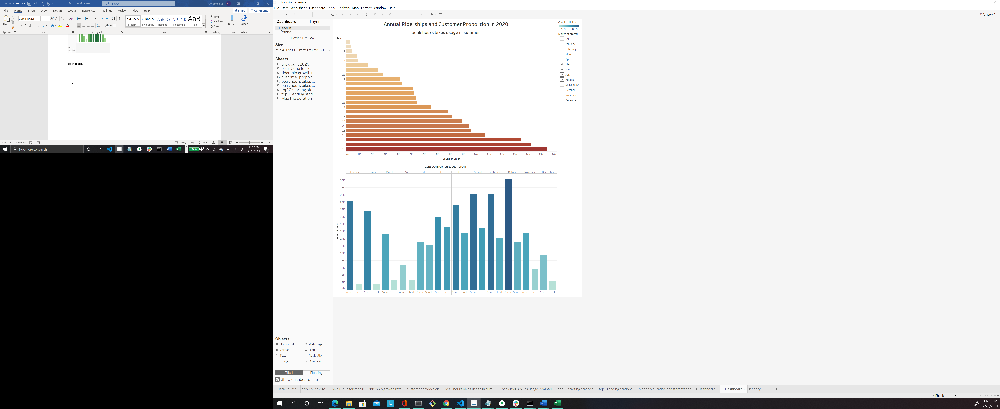 AutoSave Off Document2 - Word Search PAM tameerug PT
File Home Insert Draw Design Layout References Mailings Review View Help Share Comments
Paste Calibri (Body) 11 Aa AaBbCcDc AaBbCcDc AaBbCc AaBbCcC AaB Find Replace Select Dictate Editor
B I U ab x₂ x² A ¶ Normal ¶ No Spac... Heading 1 Heading 2 Title
Clipboard Font Paragraph Styles Editing Voice Editor
Dashboard2
Story
Page 3 of 3 86 words Display Settings Focus 100%
Type here to search 99% 11:02 PM
2/25/2021 11
Tableau Public - CitiBikes2
File Data Worksheet Dashboard Story Analysis Map Format Window Help
Show M
Dashboard Layout
Default
Phone
Device Preview
Size
min 420x560 - max 1750x1960
Sheets
trip-count 2020
bikeID due for rep...
ridership growth r...
customer proport...
peak hours bikes ...
peak hours bikes ...
top10 starting sta...
top10 ending stati...
Map trip duration ...
Objects
Horizontal Web Page
Vertical Blank
Text Navigation
Image Download
Tiled Floating
Show dashboard title
Annual Riderships and Customer Proportion in 2020
peak hours bikes usage in summer
Hou..
3
4
2
5
1
0
6
23
22
7
9
8
10
21
11
12
13
14
20
15
16
17
19
18
0K 1K 2K 3K 4K 5K 6K 7K 8K 9K 10K 11K 12K 13K 14K 15K 16K
Count of Union
customer proportion
January February March April May June July August September October November December
30K
28K
26K
24K
22K
20K
18K
16K
14K
12K
10K
8K
6K
4K
2K
0K
Count of Union
Annu.. Short.. Annu.. Short.. Annu.. Short.. Annu.. Short.. Annu.. Short.. Annu.. Short.. Annu.. Short.. Annu.. Short.. Annu.. Short.. Annu.. Short.. Annu.. Short.. Annu.. Short..
Count of Union
1,509 30,356
Month of startti..
(All)
January
February
March
April
May
June
July
August
September
October
November
December
Data Source trip-count 2020 bikeID due for repair ridership growth rate customer proportion peak hours bikes usage in sum... peak hours bikes usage in winter top10 starting stations top10 ending stations Map trip duration per start station Dashboard 1 Dashboard 2 Story 1
Phanit
11:02 PM
2/25/2021